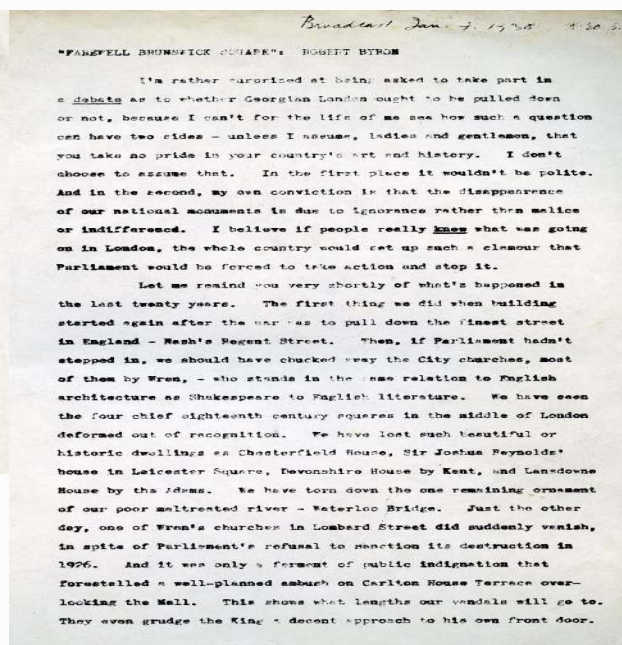 Broadcast Jan. 7. 1938
"FAREWELL BRUNSWICK SQUARE": ROBERT BYRON
I'm rather surprized at being asked to take part in
a debate as to whether Georgian London ought to be pulled down
or not, because I can't for the life of me see how such a question
can have two sides - unless I assume, ladies and gentlemen, that
you take no pride in your country's art and history. I don't
choose to assume that. In the first place it wouldn't be polite.
And in the second, my own conviction is that the disappearence
of our national monuments is due to ignorance rather than malice
or indifference. I believe if people really knew what was going
on in London, the whole country would set up such a clamour that
Parliament would be forced to take action and stop it.
Let me remind you very shortly of what's happened in
the last twenty years. The first thing we did when building
started again after the war was to pull down the finest street
in England - Nash's Regent Street. Then, if Parliament hadn't
stepped in, we should have chucked away the City churches, most
of them by Wren, - who stands in the same relation to English
architecture as Shakespeare to English literature. We have seen
the four chief eighteenth century squares in the middle of London
deformed out of recognition. We have lost such beautiful or
historic dwellings as Chesterfield House, Sir Joshua Reynolds'
house in Leicester Square, Devonshire House by Kent, and Lansdowne
House by the Adams. We have torn down the one remaining ornament
of our poor maltreated river - Waterloo Bridge. Just the other
day, one of Wren's churches in Lombard Street did suddenly vanish,
in spite of Parliament's refusal to sanction its destruction in
1926. And it was only a ferment of public indignation that
forestalled a well-planned ambush on Carlton House Terrace over-
looking the Mall. This shows what lengths our vandals will go to.
They even grudge the King a decent approach to his own front door.